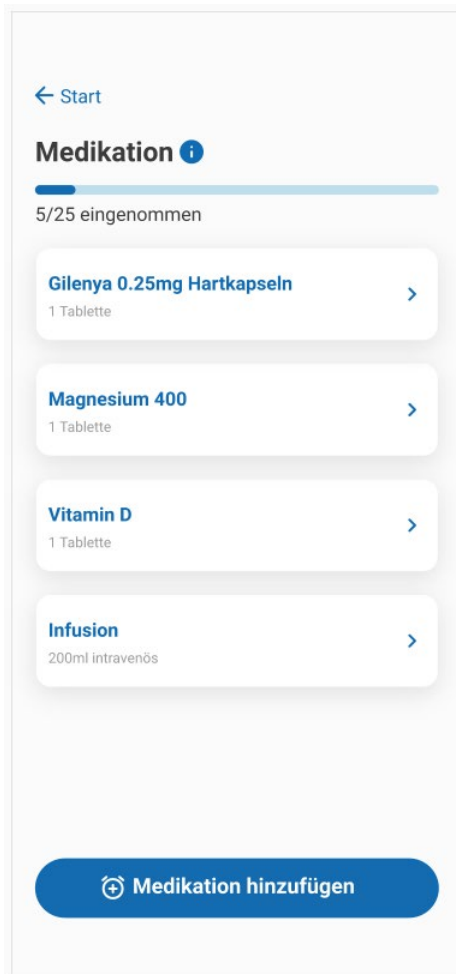 Start
Medikation
5/25 eingenommen
Gilenya 0.25mg Hartkapseln
1 Tablette
Magnesium 400
1 Tablette
Vitamin D
1 Tablette
Infusion
200ml intravenös
Medikation hinzufügen